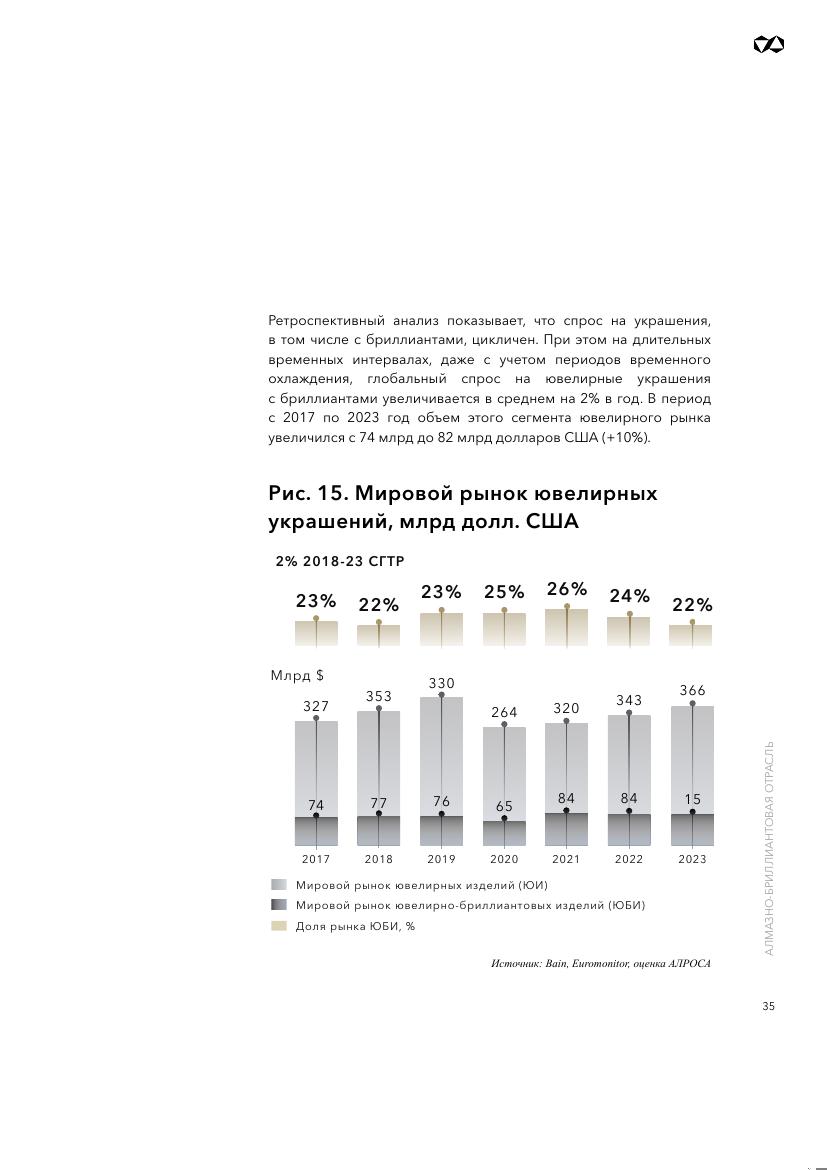 Ретроспективный анализ показывает, что спрос на украшения,
в том числе с бриллиантами, цикличен. При этом на длительных
временных интервалах, даже с учетом периодов временного
охлаждения, глобальный спрос на ювелирные украшения
с бриллиантами увеличивается в среднем на 2% в год. В период
с 2017 по 2023 год объем этого сегмента ювелирного рынка
увеличился с 74 млрд до 82 млрд долларов США (+10%).
Рис. 15. Мировой рынок ювелирных
украшений, млрд долл. США
2% 2018-23 СГТР
23% 22% 23% 25% 26% 24% 22%
Млрд $
327 353 330 264 320 343 366
74 77 76 65 84 84 15
2017 2018 2019 2020 2021 2022 2023
Мировой рынок ювелирных изделий (ЮИ)
Мировой рынок ювелирно-бриллиантовых изделий (ЮБИ)
Доля рынка ЮБИ, %
Источник: Bain, Euromonitor, оценка АЛРОСА
АЛМАЗНО-БРИЛЛИАНТОВАЯ ОТРАСЛЬ
35